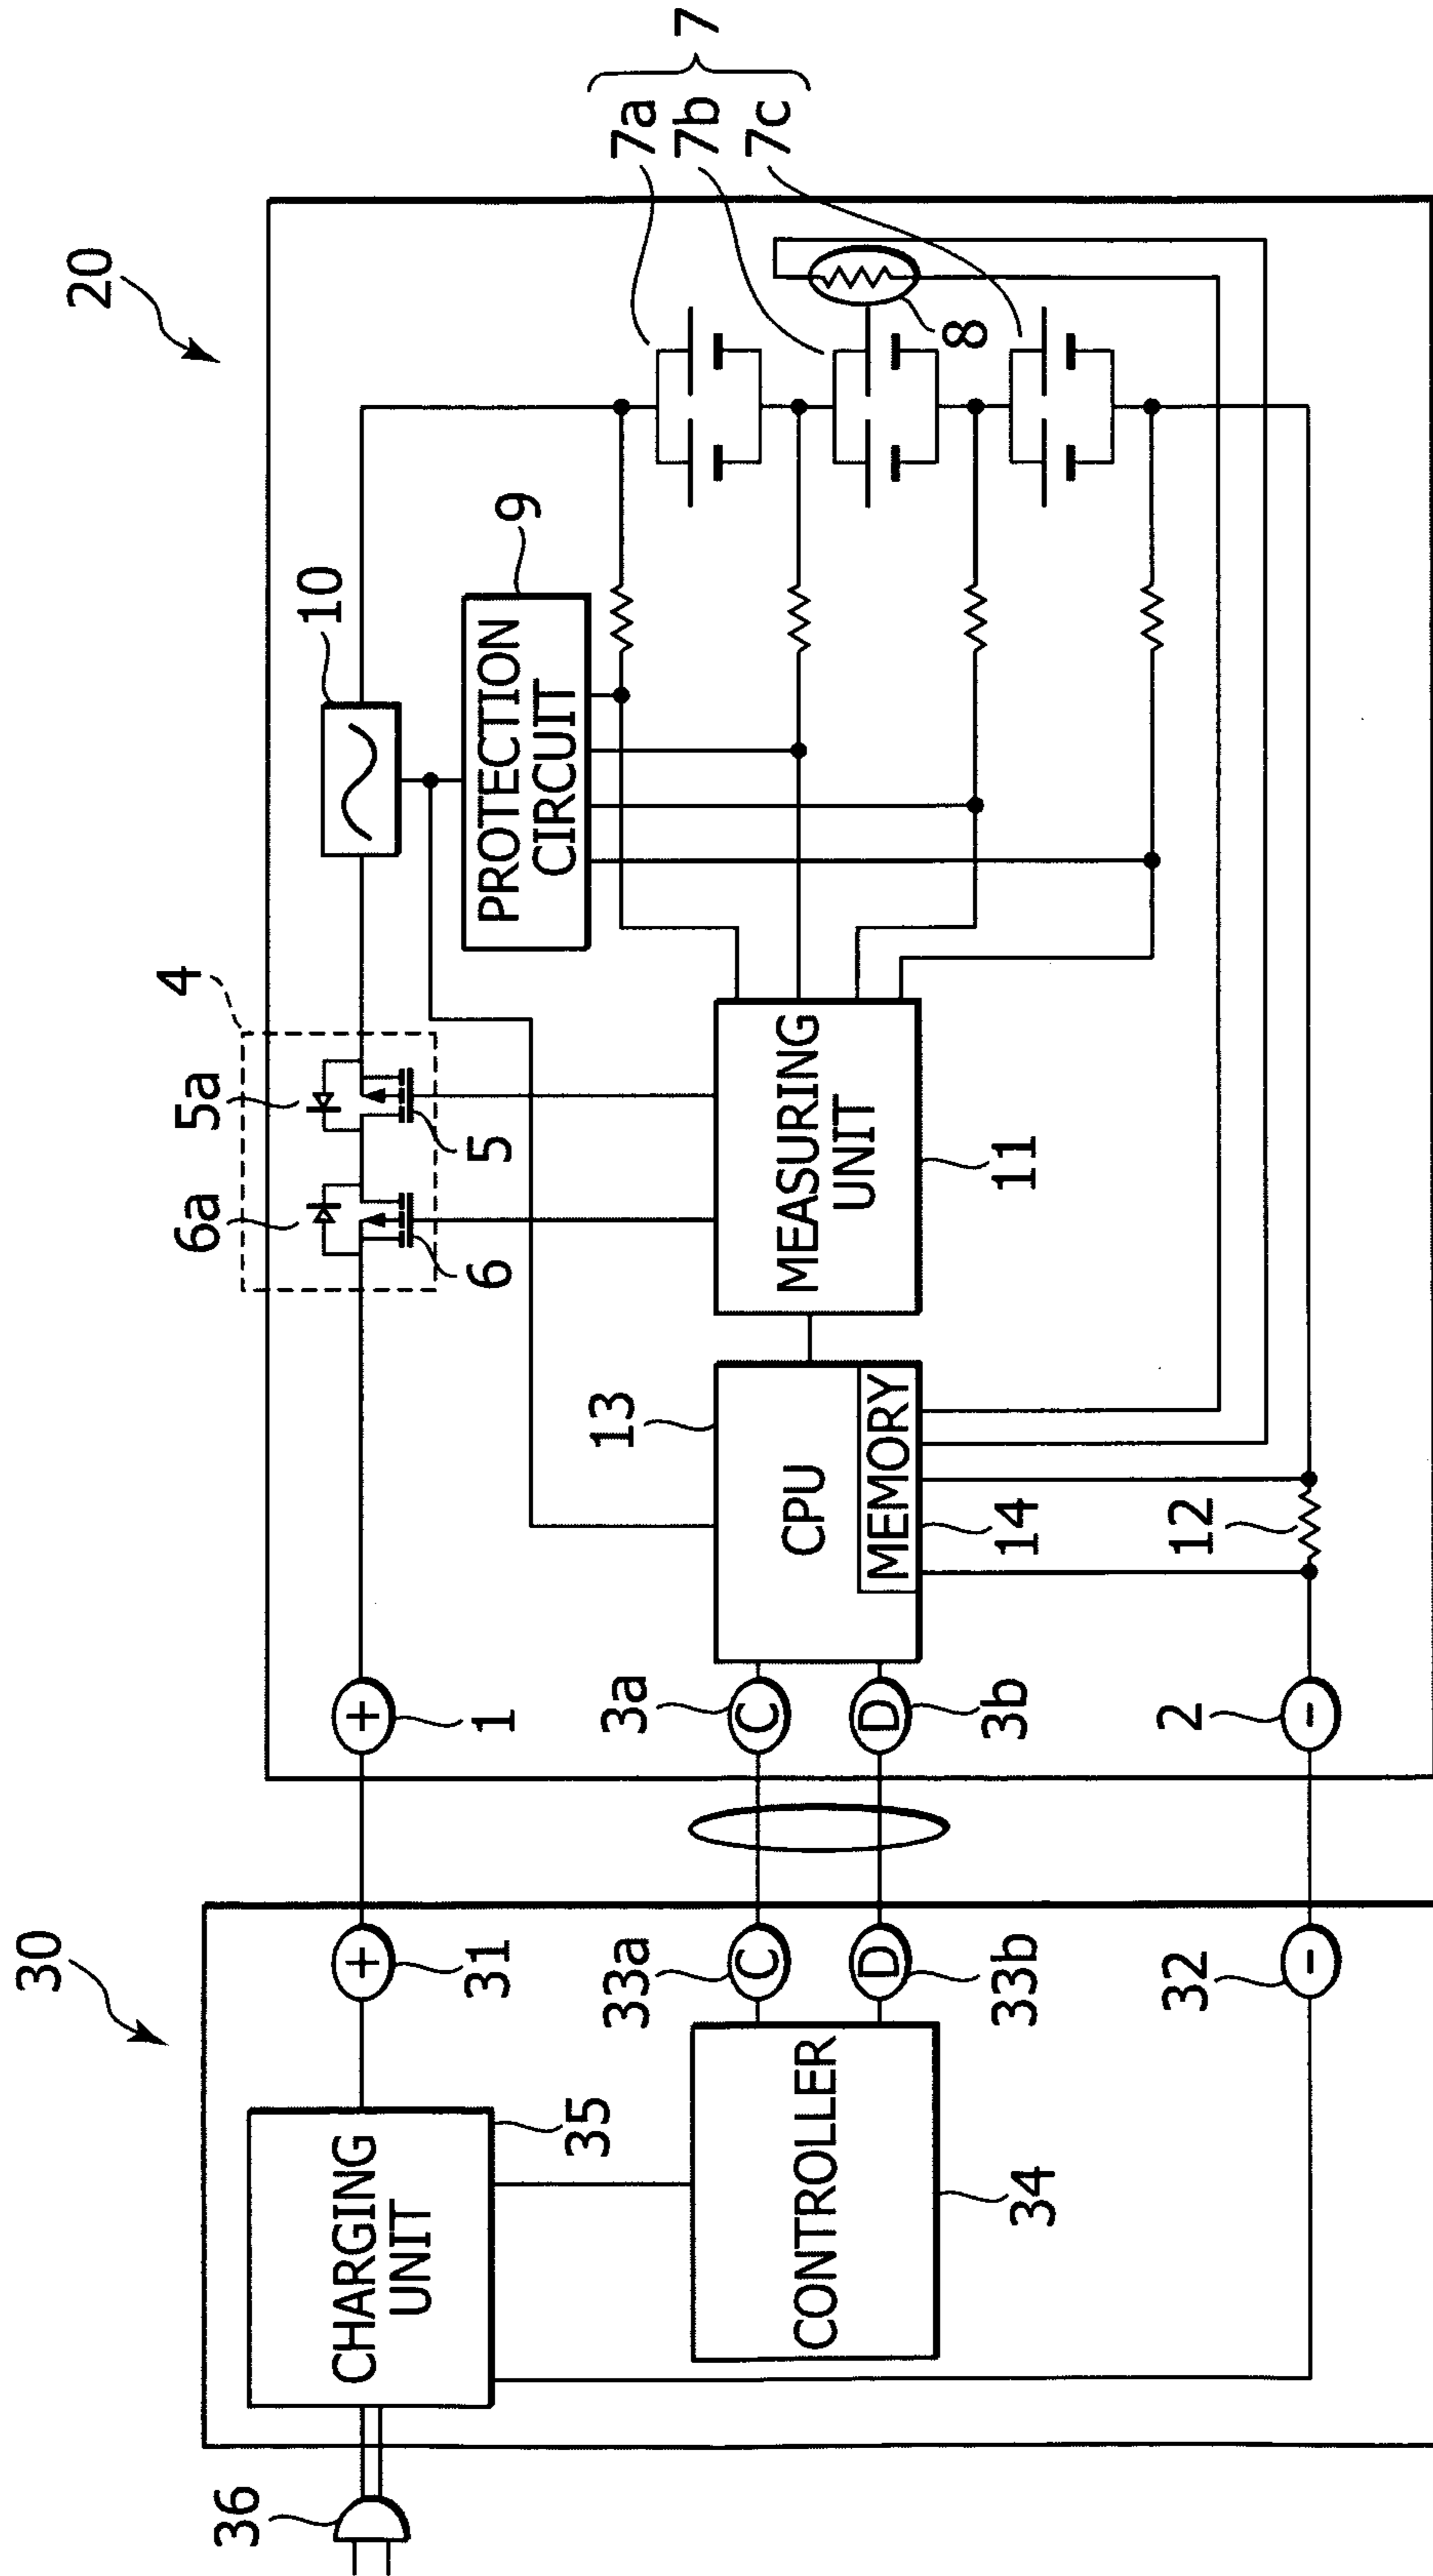 20
30
36
CHARGING
UNIT
35
CONTROLLER
34
31
33a
33b
32
+
C
D
-
+
C
D
-
1
3a
3b
2
4
5a
6a
5
6
10
PROTECTION
CIRCUIT
9
MEASURING
UNIT
11
13
CPU
MEMORY
14
12
7a
7b
7c
7
8